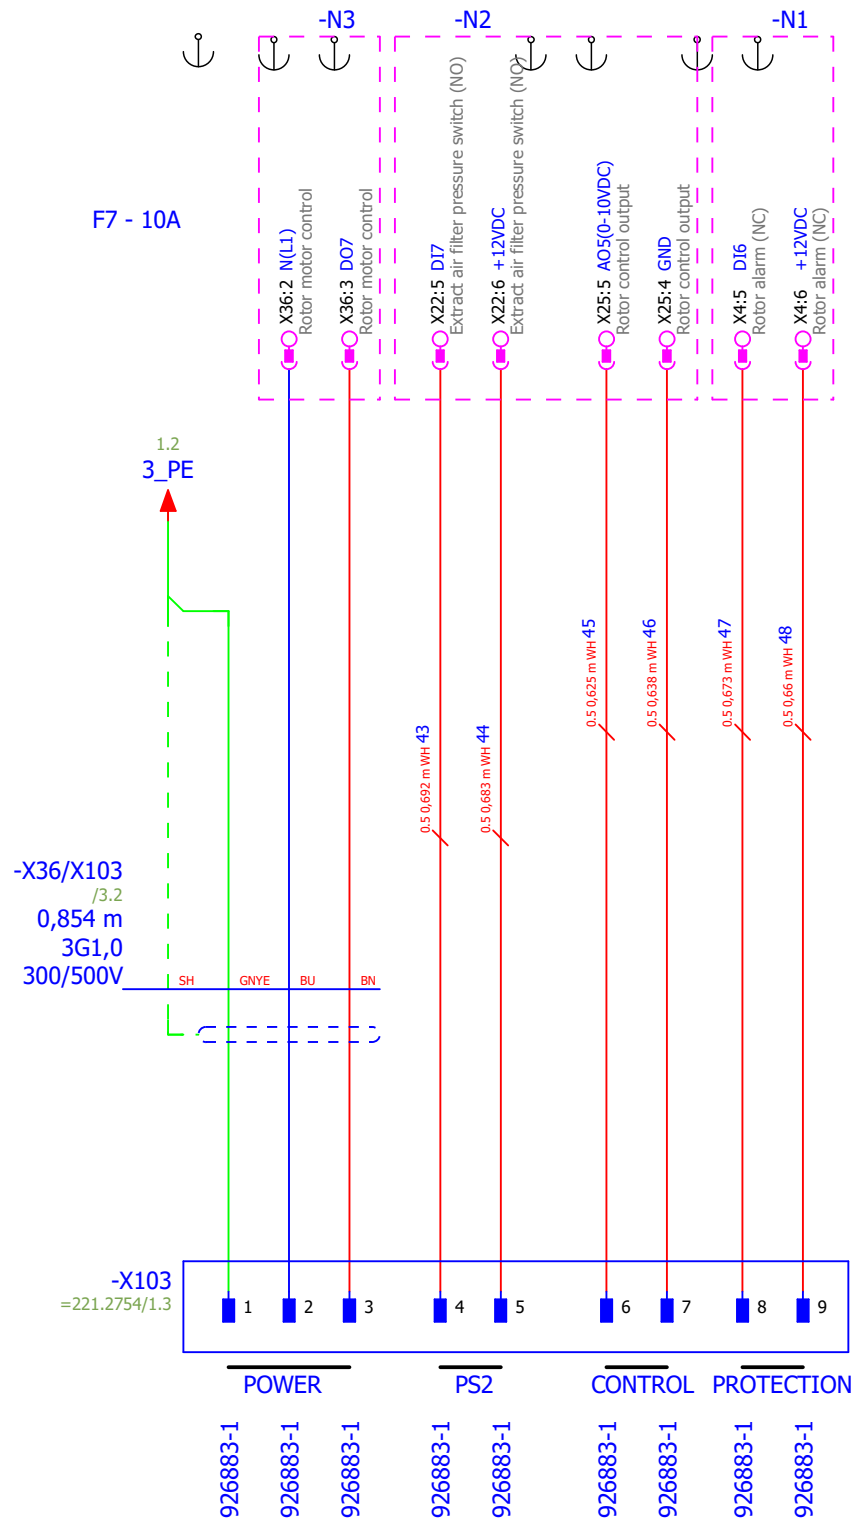 -N3
-N2
-N1
F7 - 10A
X36:2 N(L1)
Rotor motor control
X36:3 DO7
Rotor motor control
X22:5 DI7
Extract air filter pressure switch (NO)
X22:6 +12VDC
Extract air filter pressure switch (NO)
X25:5 AO5(0-10VDC)
Rotor control output
X25:4 GND
Rotor control output
X4:5 DI6
Rotor alarm (NC)
X4:6 +12VDC
Rotor alarm (NC)
1.2
3_PE
0.5 0,692 m WH 43
0.5 0,683 m WH 44
0.5 0,625 m WH 45
0.5 0,638 m WH 46
0.5 0,673 m WH 47
0.5 0,66 m WH 48
-X36/X103
/3.2
0,854 m
3G1,0
300/500V
SH GNYE BU BN
-X103
=221.2754/1.3
1 2 3 4 5 6 7 8 9
POWER PS2 CONTROL PROTECTION
926883-1
926883-1
926883-1
926883-1
926883-1
926883-1
926883-1
926883-1
926883-1